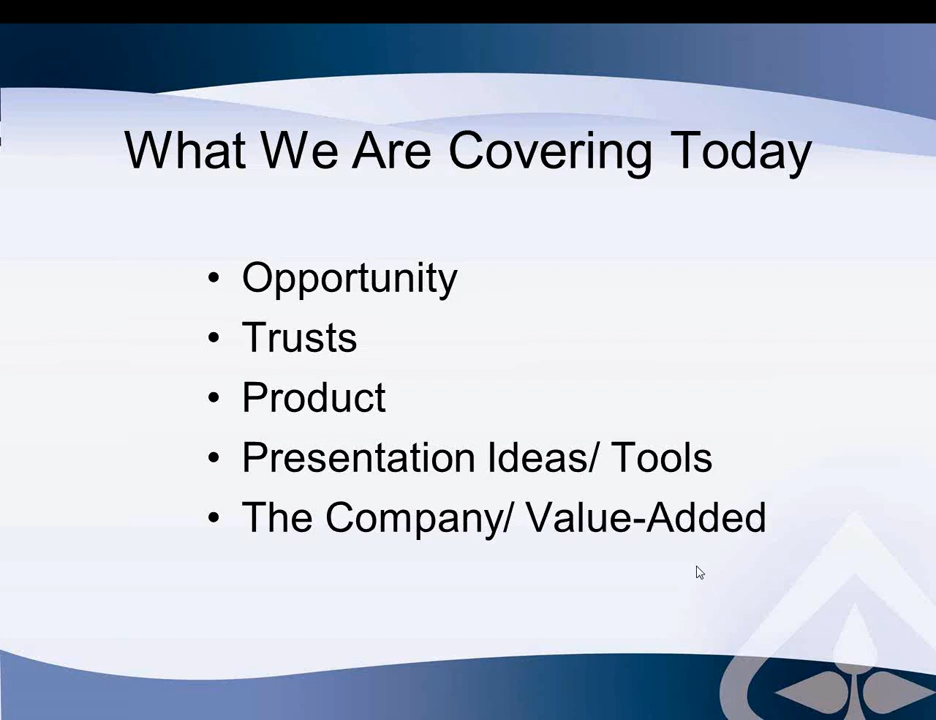 What We Are Covering Today
• Opportunity
• Trusts
• Product
• Presentation Ideas/ Tools
• The Company/ Value-Added